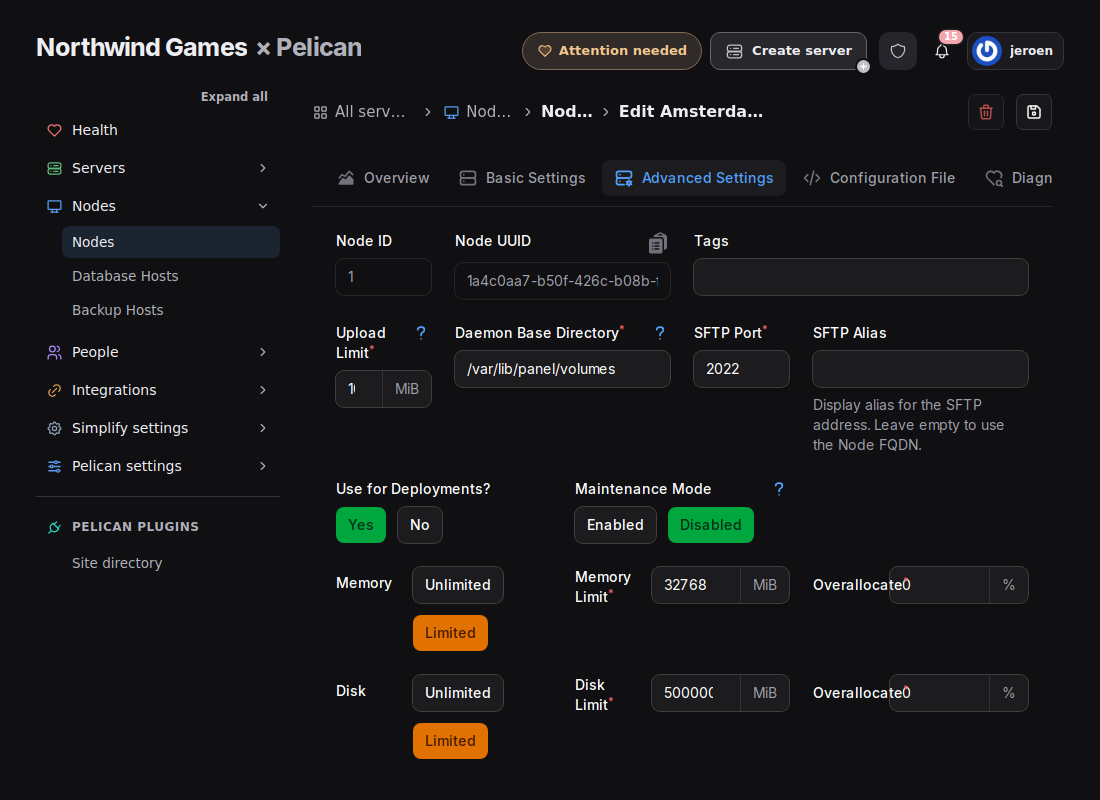 Northwind Games × Pelican
Attention needed
Create server
15
jeroen
Expand all
Health
Servers
Nodes
Nodes
Database Hosts
Backup Hosts
People
Integrations
Simplify settings
Pelican settings
PELICAN PLUGINS
Site directory
All serv... > Nod... > Nod... > Edit Amsterda...
Overview
Basic Settings
Advanced Settings
Configuration File
Diagn
Node ID
1
Node UUID
1a4c0aa7-b50f-426c-b08b-
Tags
Upload
Limit*
MiB
Daemon Base Directory*
/var/lib/panel/volumes
SFTP Port*
2022
SFTP Alias
Display alias for the SFTP
address. Leave empty to use
the Node FQDN.
Use for Deployments?
Yes
No
Maintenance Mode
Enabled
Disabled
Memory
Unlimited
Limited
Memory
Limit*
32768
MiB
Overallocate*
0
%
Disk
Unlimited
Limited
Disk
Limit*
500000
MiB
Overallocate*
0
%